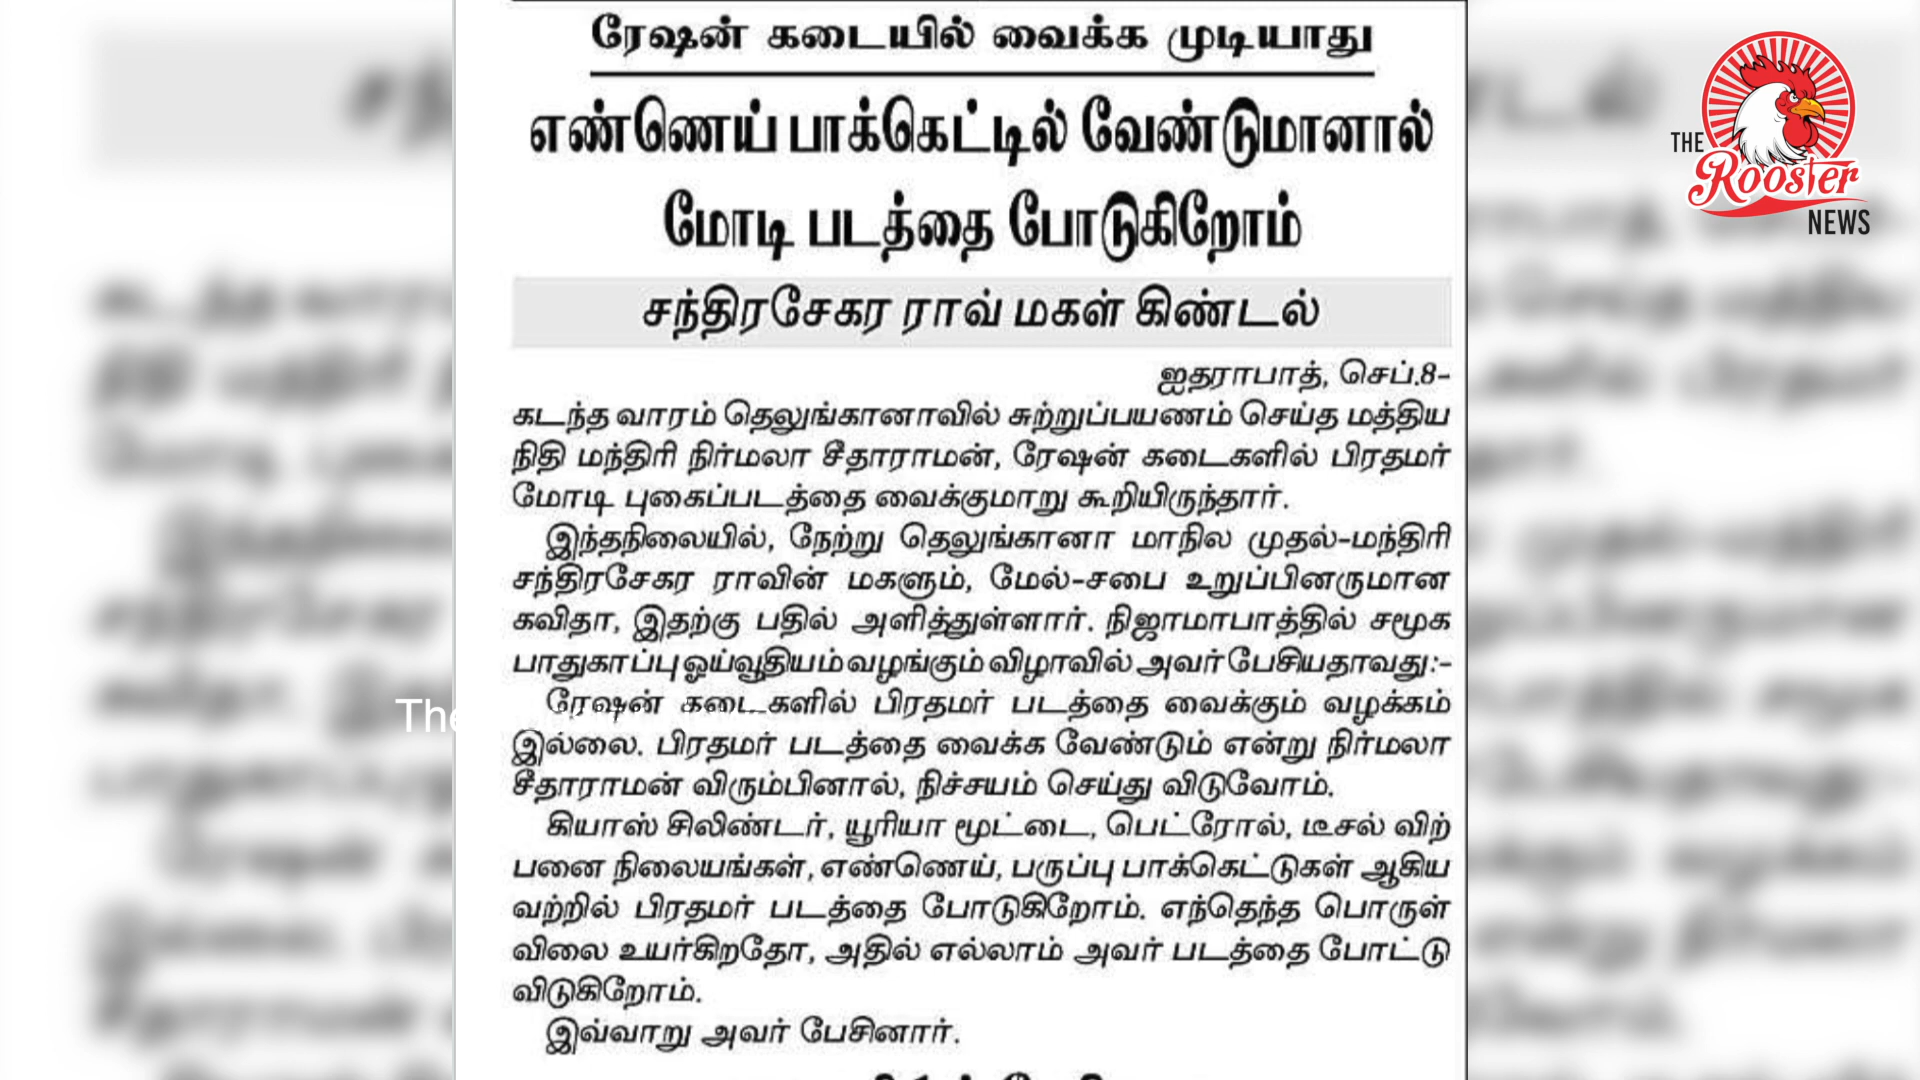 ரேஷன் கடையில் வைக்க முடியாது
எண்ணெய் பாக்கெட்டில் வேண்டுமானால்
மோடி படத்தை போடுகிறோம்
சந்திரசேகர ராவ் மகள் கிண்டல்
ஐதராபாத், செப்.8-
கடந்த வாரம் தெலுங்கானாவில் சுற்றுப்பயணம் செய்த மத்திய
நிதி மந்திரி நிர்மலா சீதாராமன், ரேஷன் கடைகளில் பிரதமர்
மோடி புகைப்படத்தை வைக்குமாறு கூறியிருந்தார்.
இந்தநிலையில், நேற்று தெலுங்கானா மாநில முதல்-மந்திரி
சந்திரசேகர ராவின் மகளும், மேல்-சபை உறுப்பினருமான
கவிதா, இதற்கு பதில் அளித்துள்ளார். நிஜாமாபாத்தில் சமூக
பாதுகாப்பு ஓய்வூதியம் வழங்கும் விழாவில் அவர் பேசியதாவது:-
ரேஷன் கடைகளில் பிரதமர் படத்தை வைக்கும் வழக்கம்
இல்லை. பிரதமர் படத்தை வைக்க வேண்டும் என்று நிர்மலா
சீதாராமன் விரும்பினால், நிச்சயம் செய்து விடுவோம்.
கியாஸ் சிலிண்டர், யூரியா மூட்டை, பெட்ரோல், டீசல் விற்
பனை நிலையங்கள், எண்ணெய், பருப்பு பாக்கெட்டுகள் ஆகிய
வற்றில் பிரதமர் படத்தை போடுகிறோம். எந்தெந்த பொருள்
விலை உயர்கிறதோ, அதில் எல்லாம் அவர் படத்தை போட்டு
விடுகிறோம்.
இவ்வாறு அவர் பேசினார்.
THE
Rooster
NEWS
The